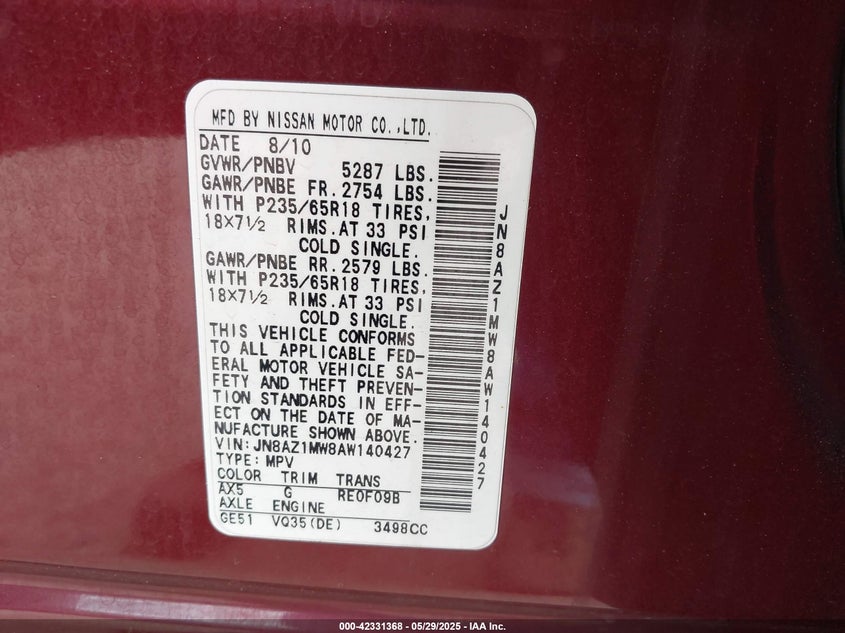 MFD BY NISSAN MOTOR CO.,LTD.
DATE 8/10
GVWR/PNBV 5287 LBS.
GAWR/PNBE FR. 2754 LBS.
WITH P235/65R18 TIRES,
18×7½ RIMS.AT 33 PSI
COLD SINGLE.
GAWR/PNBE RR. 2579 LBS.
WITH P235/65R18 TIRES,
18×7½ RIMS.AT 33 PSI
COLD SINGLE.
THIS VEHICLE CONFORMS
TO ALL APPLICABLE FED-
ERAL MOTOR VEHICLE SA-
FETY AND THEFT PREVEN-
TION STANDARDS IN EFF-
ECT ON THE DATE OF MA-
NUFACTURE SHOWN ABOVE.
VIN:JN8AZ1MW8AW140427
TYPE:MPV
COLOR TRIM TRANS
AX5 G RE0F09B
AXLE ENGINE
GE51 VQ35(DE) 3498CC
JN8AZ1MW8AW140427
000-42331368 - 05/29/2025 - IAA Inc.